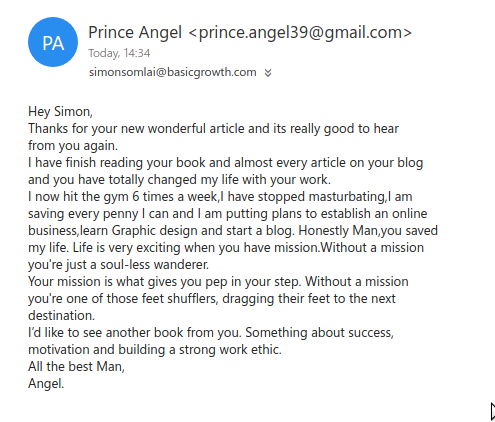 PA
Prince Angel <prince.angel39@gmail.com>
Today, 14:34
simonsomlai@basicgrowth.com
Hey Simon,
Thanks for your new wonderful article and its really good to hear
from you again.
I have finish reading your book and almost every article on your blog
and you have totally changed my life with your work.
I now hit the gym 6 times a week,I have stopped masturbating,I am
saving every penny I can and I am putting plans to establish an online
business,learn Graphic design and start a blog. Honestly Man,you saved
my life. Life is very exciting when you have mission.Without a mission
you're just a soul-less wanderer.
Your mission is what gives you pep in your step. Without a mission
you're one of those feet shufflers, dragging their feet to the next
destination.
I'd like to see another book from you. Something about success,
motivation and building a strong work ethic.
All the best Man,
Angel.